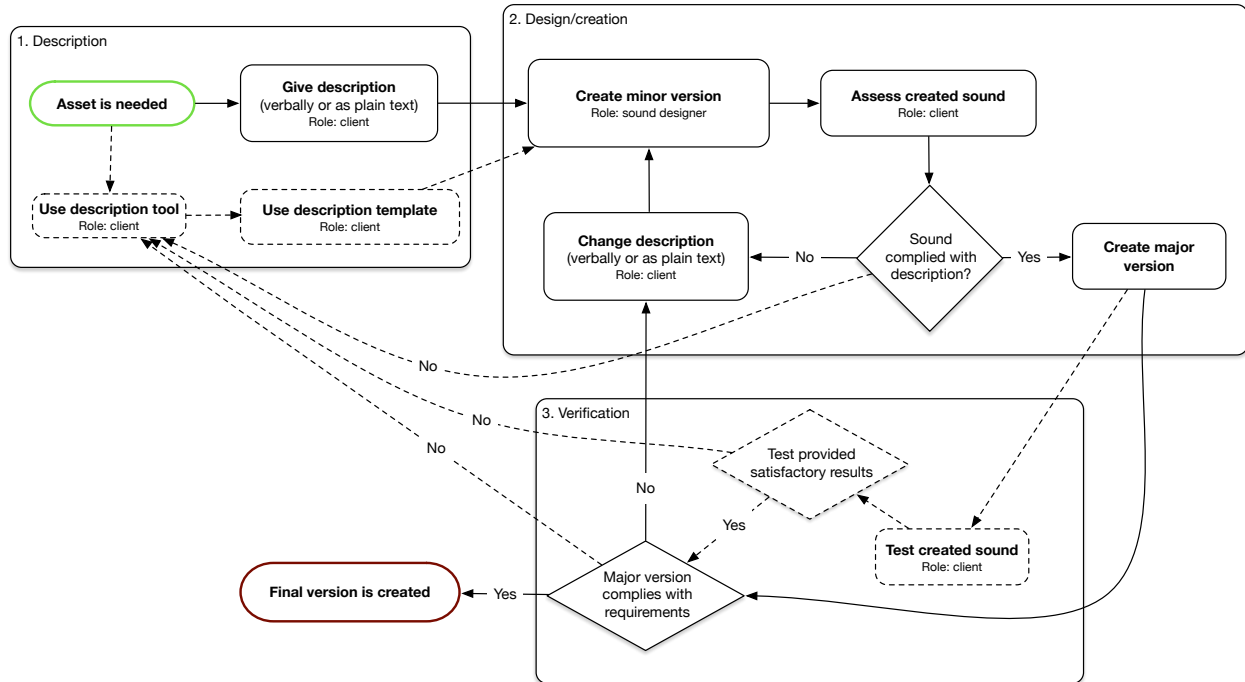 1. Description
Asset is needed
Give description
(verbally or as plain text)
Role: client
Use description tool
Role: client
Use description template
Role: client
2. Design/creation
Create minor version
Role: sound designer
Assess created sound
Role: client
Change description
(verbally or as plain text)
Role: client
No
Sound
complied with
description?
Yes
Create major
version
No
No
No
3. Verification
Test provided
satisfactory results
No
Yes
Test created sound
Role: client
Major version
complies with
requirements
Yes
Final version is created